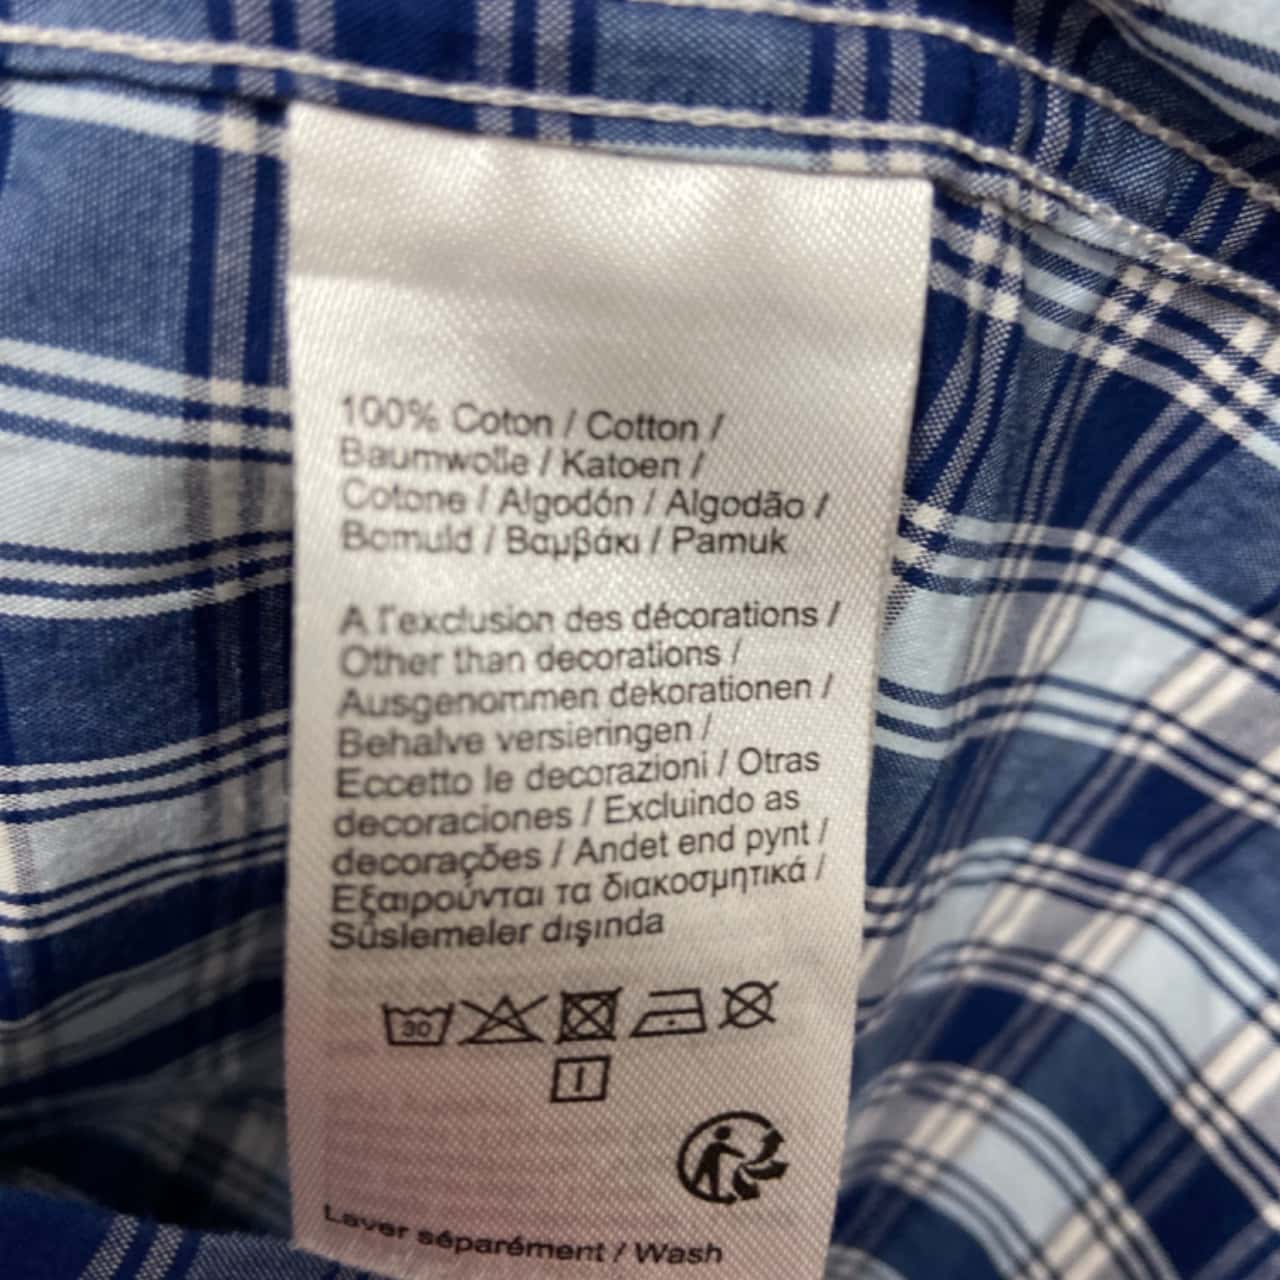 100% Coton / Cotton /
Baumwolle / Katoen /
Cotone / Algodón / Algodão /
Bomuld / Βαμβάκι / Pamuk
A l'exclusion des décorations /
Other than decorations /
Ausgenommen dekorationen /
Behalve versieringen /
Eccetto le decorazioni / Otras
decoraciones / Excluindo as
decorações / Andet end pynt /
Εξαιρούνται τα διακοσμητικά /
Süslemeler dışında
30
Laver séparément / Wash